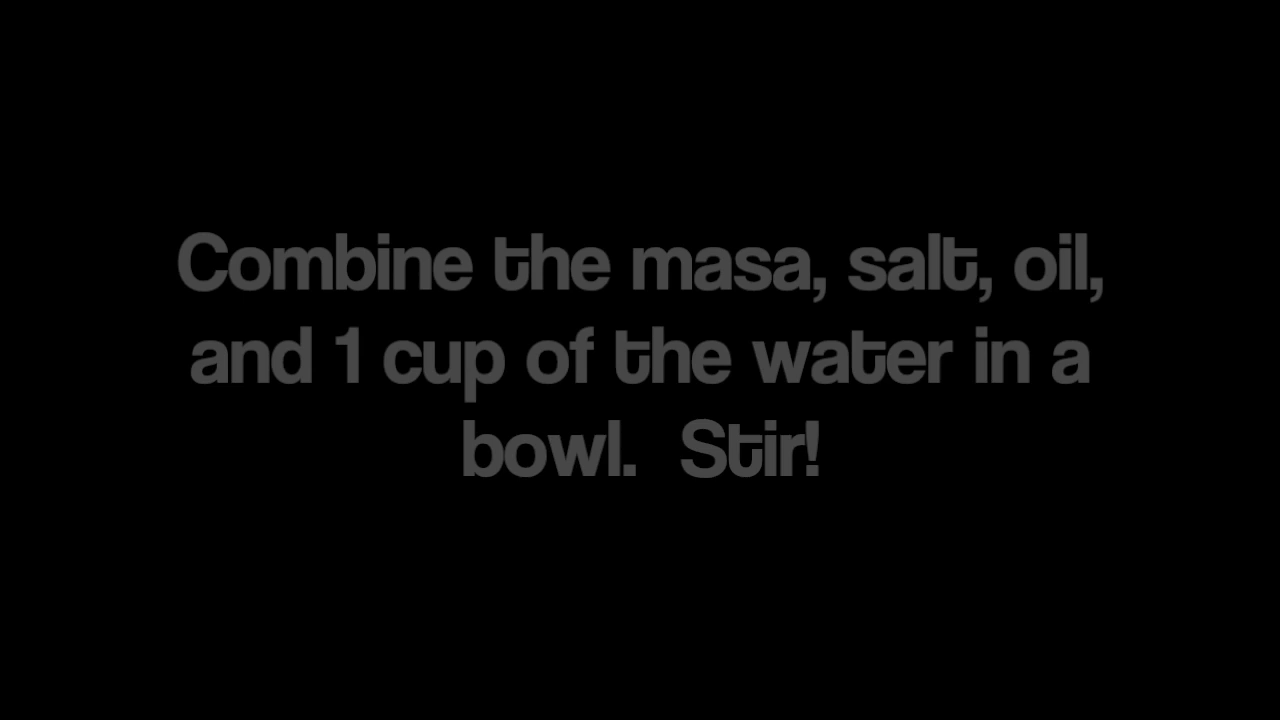 Combine the masa, salt, oil,
and 1 cup of the water in a
bowl.  Stir!